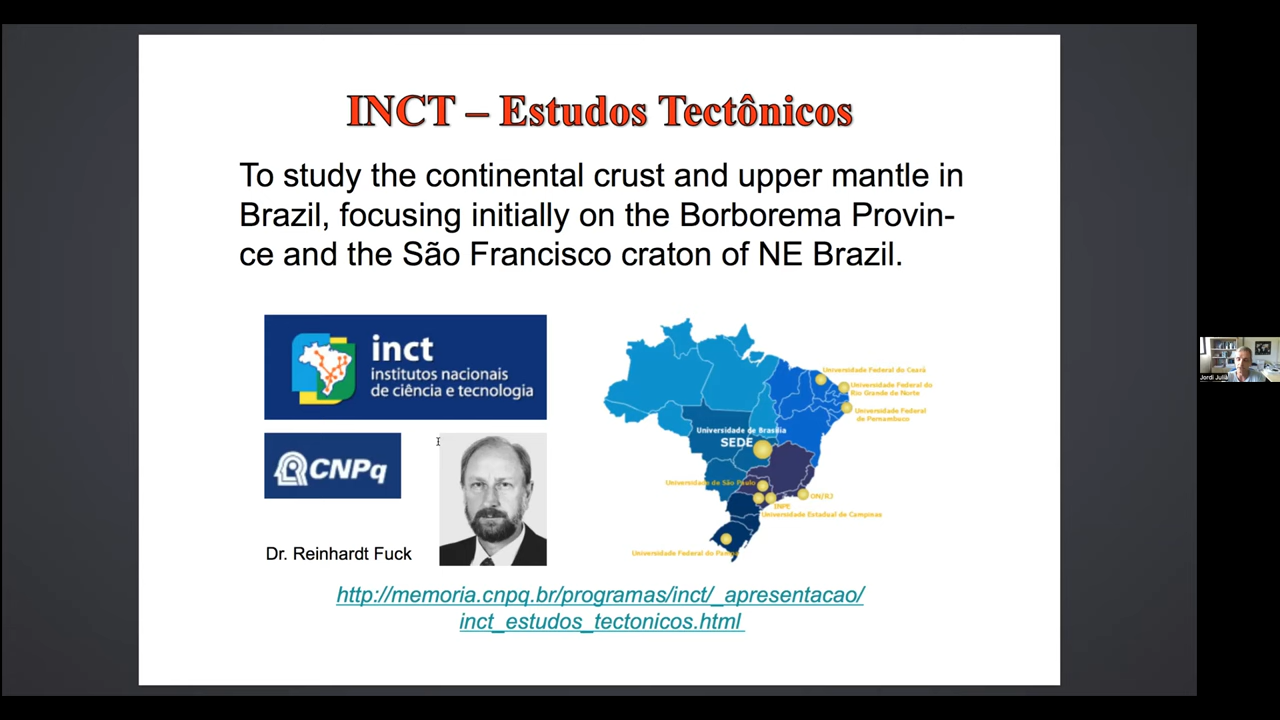 INCT – Estudos Tectônicos
To study the continental crust and upper mantle in
Brazil, focusing initially on the Borborema Provin-
ce and the São Francisco craton of NE Brazil.
inct
institutos nacionais
de ciência e tecnologia
CNPq
Dr. Reinhardt Fuck
Universidade Federal do Ceará
Universidade Federal do
Rio Grande do Norte
Universidade Federal
de Pernambuco
Universidade de Brasília
SEDE
Universidade de São Paulo
ON/RJ
INPE
Universidade Estadual de Campinas
Universidade Federal do Paraná
http://memoria.cnpq.br/programas/inct/_apresentacao/
inct_estudos_tectonicos.html
Jordi Julià